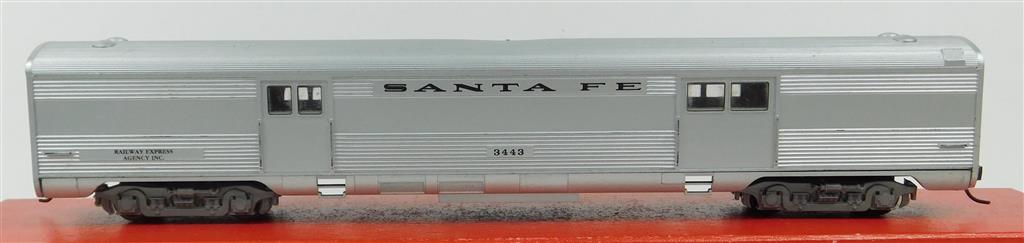 SANTA FE
RAILWAY EXPRESS
AGENCY INC.
3443